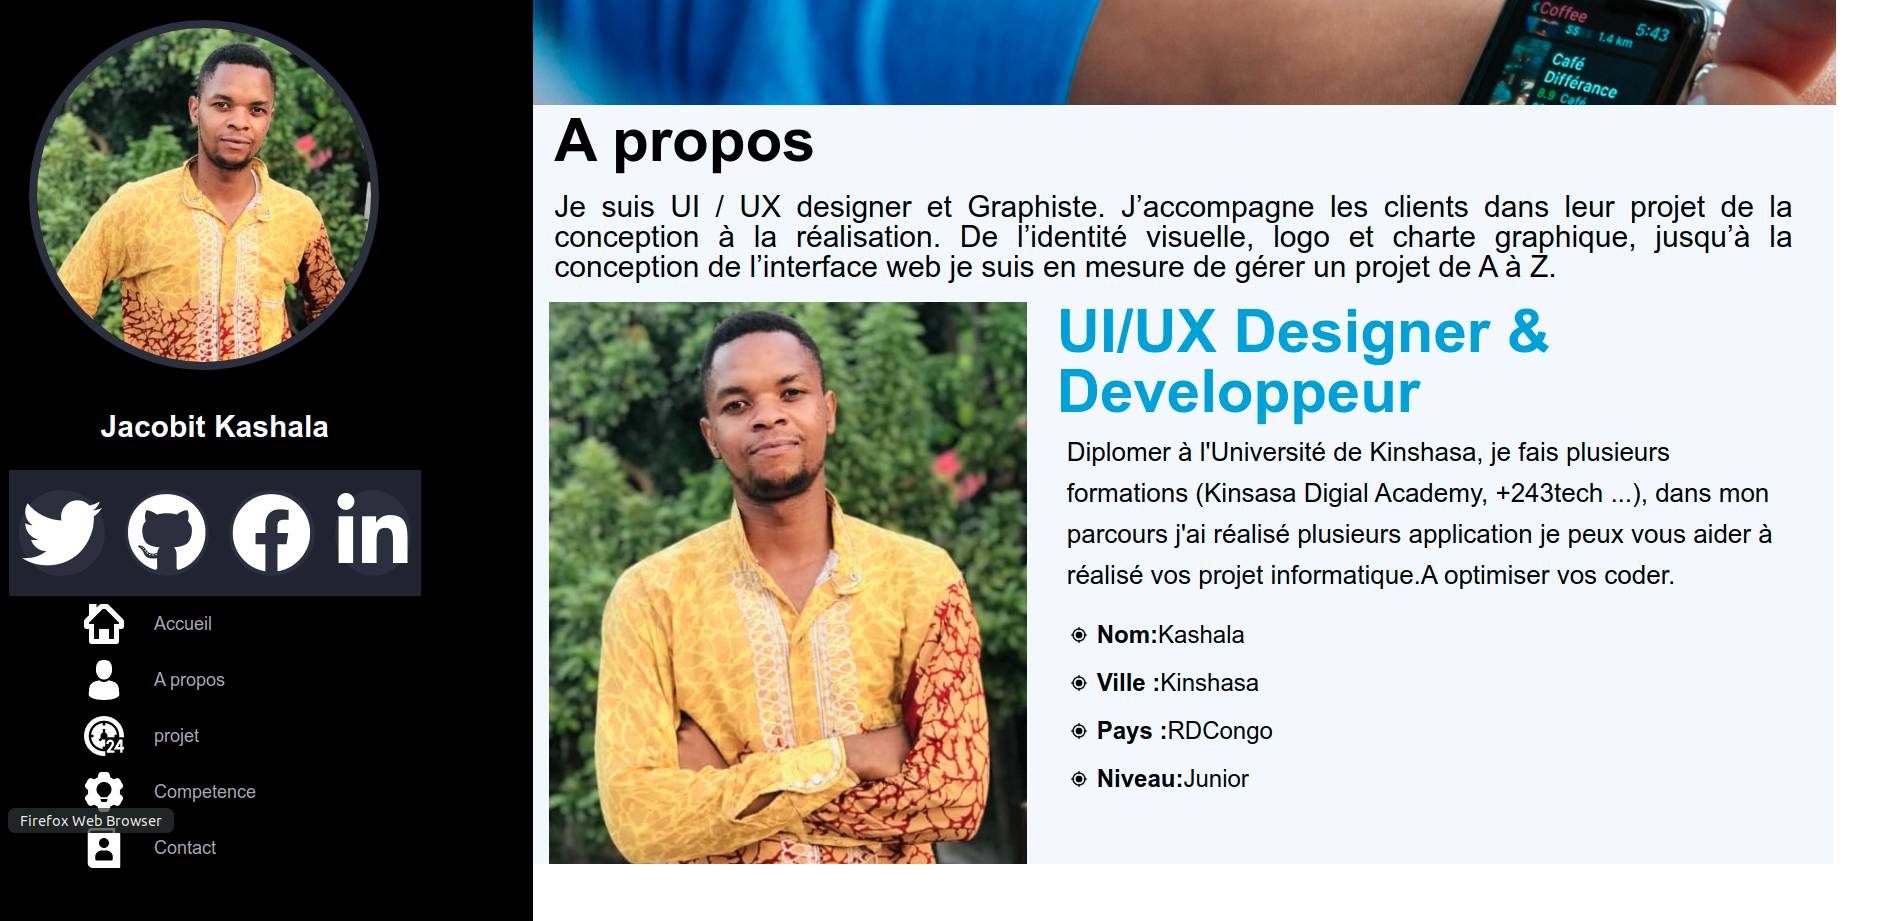 Jacobit Kashala
Accueil
A propos
projet
Competence
Firefox Web Browser
Contact
Coffee
5:43
$$$$ 1.4 km
Café
Différance
8.9 Café
A propos
Je suis UI / UX designer et Graphiste. J’accompagne les clients dans leur projet de la
conception à la réalisation. De l’identité visuelle, logo et charte graphique, jusqu’à la
conception de l’interface web je suis en mesure de gérer un projet de A à Z.
UI/UX Designer &
Developpeur
Diplomer à l'Université de Kinshasa, je fais plusieurs
formations (Kinsasa Digial Academy, +243tech ...), dans mon
parcours j'ai réalisé plusieurs application je peux vous aider à
réalisé vos projet informatique.A optimiser vos coder.
Nom:Kashala
Ville :Kinshasa
Pays :RDCongo
Niveau:Junior